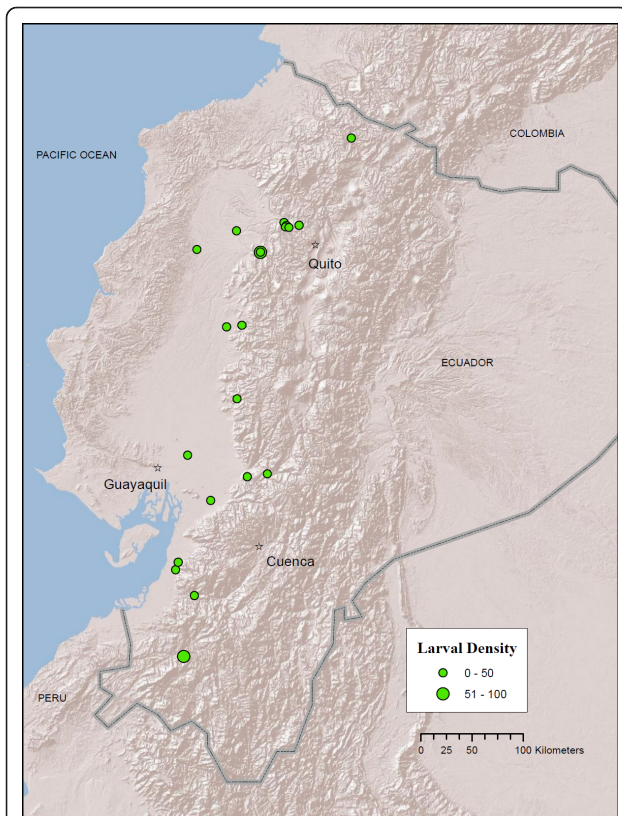 COLOMBIA
PACIFIC OCEAN
Quito
ECUADOR
Guayaquil
Cuenca
Larval Density
0 - 50
51 - 100
PERU
0 25 50 100 Kilometers